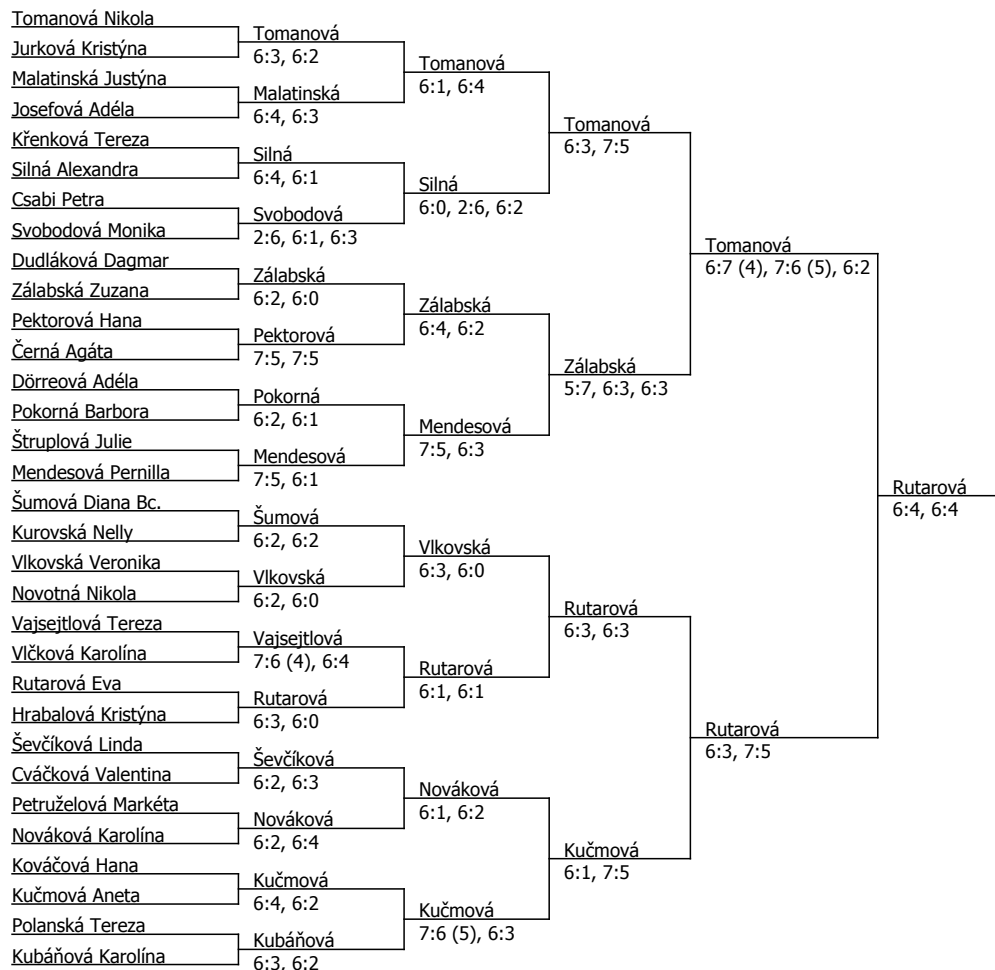 Tomanová Nikola
Jurková Kristýna
Malatinská Justýna
Josefová Adéla
Křenková Tereza
Silná Alexandra
Csabi Petra
Svobodová Monika
Dudláková Dagmar
Zálabská Zuzana
Pektorová Hana
Černá Agáta
Dörreová Adéla
Pokorná Barbora
Štruplová Julie
Mendesová Pernilla
Šumová Diana Bc.
Kurovská Nelly
Vlkovská Veronika
Novotná Nikola
Vajsejtlová Tereza
Vlčková Karolína
Rutarová Eva
Hrabalová Kristýna
Ševčíková Linda
Cváčková Valentina
Petruželová Markéta
Nováková Karolína
Kováčová Hana
Kučmová Aneta
Polanská Tereza
Kubáňová Karolína
Tomanová
6:3, 6:2
Malatinská
6:4, 6:3
Silná
6:4, 6:1
Svobodová
2:6, 6:1, 6:3
Zálabská
6:2, 6:0
Pektorová
7:5, 7:5
Pokorná
6:2, 6:1
Mendesová
7:5, 6:1
Šumová
6:2, 6:2
Vlkovská
6:2, 6:0
Vajsejtlová
7:6 (4), 6:4
Rutarová
6:3, 6:0
Ševčíková
6:2, 6:3
Nováková
6:2, 6:4
Kučmová
6:4, 6:2
Kubáňová
6:3, 6:2
Tomanová
6:1, 6:4
Silná
6:0, 2:6, 6:2
Zálabská
6:4, 6:2
Mendesová
7:5, 6:3
Vlkovská
6:3, 6:0
Rutarová
6:1, 6:1
Nováková
6:1, 6:2
Kučmová
7:6 (5), 6:3
Tomanová
6:3, 7:5
Zálabská
5:7, 6:3, 6:3
Rutarová
6:3, 6:3
Kučmová
6:1, 7:5
Tomanová
6:7 (4), 7:6 (5), 6:2
Rutarová
6:3, 7:5
Rutarová
6:4, 6:4